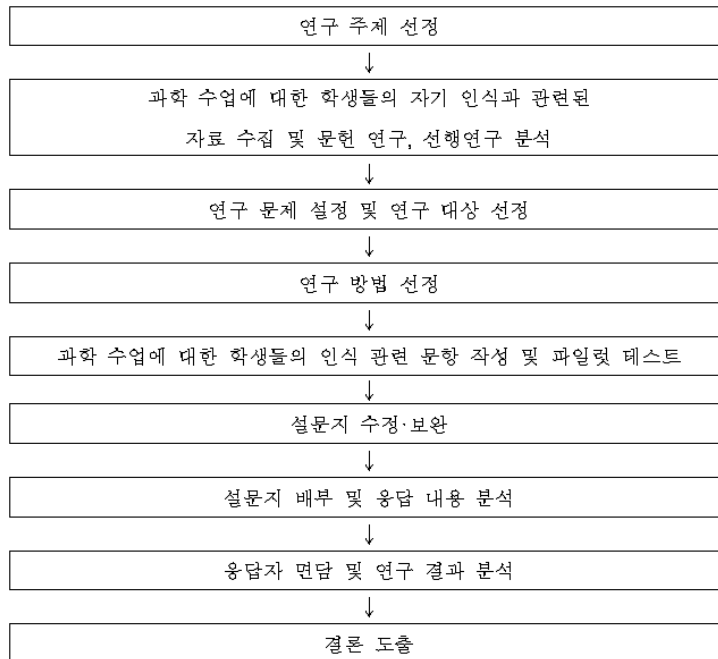 연구 주제 선정
↓
과학 수업에 대한 학생들의 자기 인식과 관련된
자료 수집 및 문헌 연구, 선행연구 분석
↓
연구 문제 설정 및 연구 대상 선정
↓
연구 방법 선정
↓
과학 수업에 대한 학생들의 인식 관련 문항 작성 및 파일럿 테스트
↓
설문지 수정·보완
↓
설문지 배부 및 응답 내용 분석
↓
응답자 면담 및 연구 결과 분석
↓
결론 도출